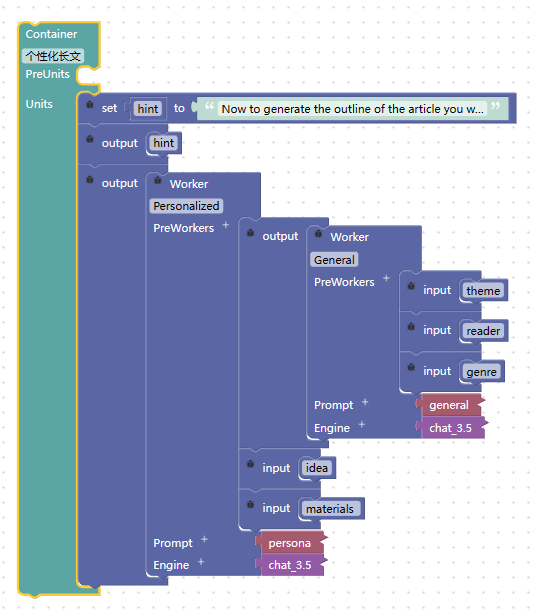 Container
个性化长文
PreUnits
Units
set hint to “ Now to generate the outline of the article you w... ”
output hint
output Worker
Personalized
PreWorkers +
output Worker
General
PreWorkers +
input theme
input reader
input genre
Prompt + general
Engine + chat_3.5
input idea
input materials
Prompt + persona
Engine + chat_3.5